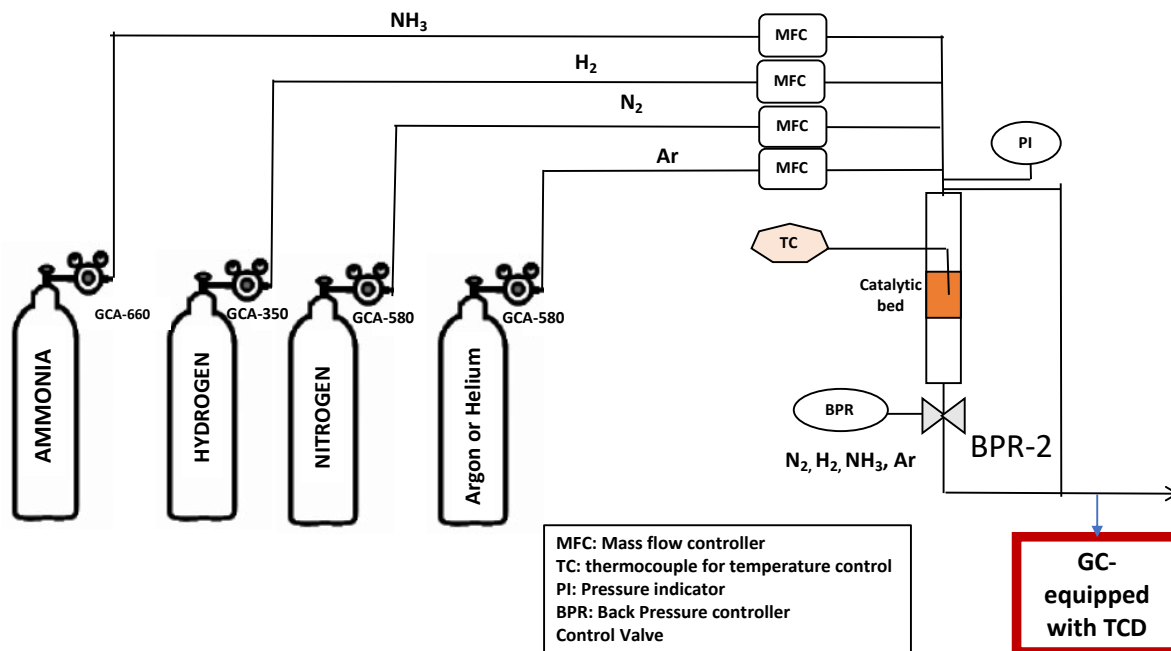 NH₃
MFC
H₂
MFC
N₂
MFC
Ar
MFC
PI
TC
Catalytic
bed
GCA-660
GCA-350
GCA-580
GCA-580
AMMONIA
HYDROGEN
NITROGEN
Argon or Helium
BPR
BPR-2
N₂, H₂, NH₃, Ar
MFC: Mass flow controller
TC: thermocouple for temperature control
PI: Pressure indicator
BPR: Back Pressure controller
Control Valve
GC-
equipped
with TCD